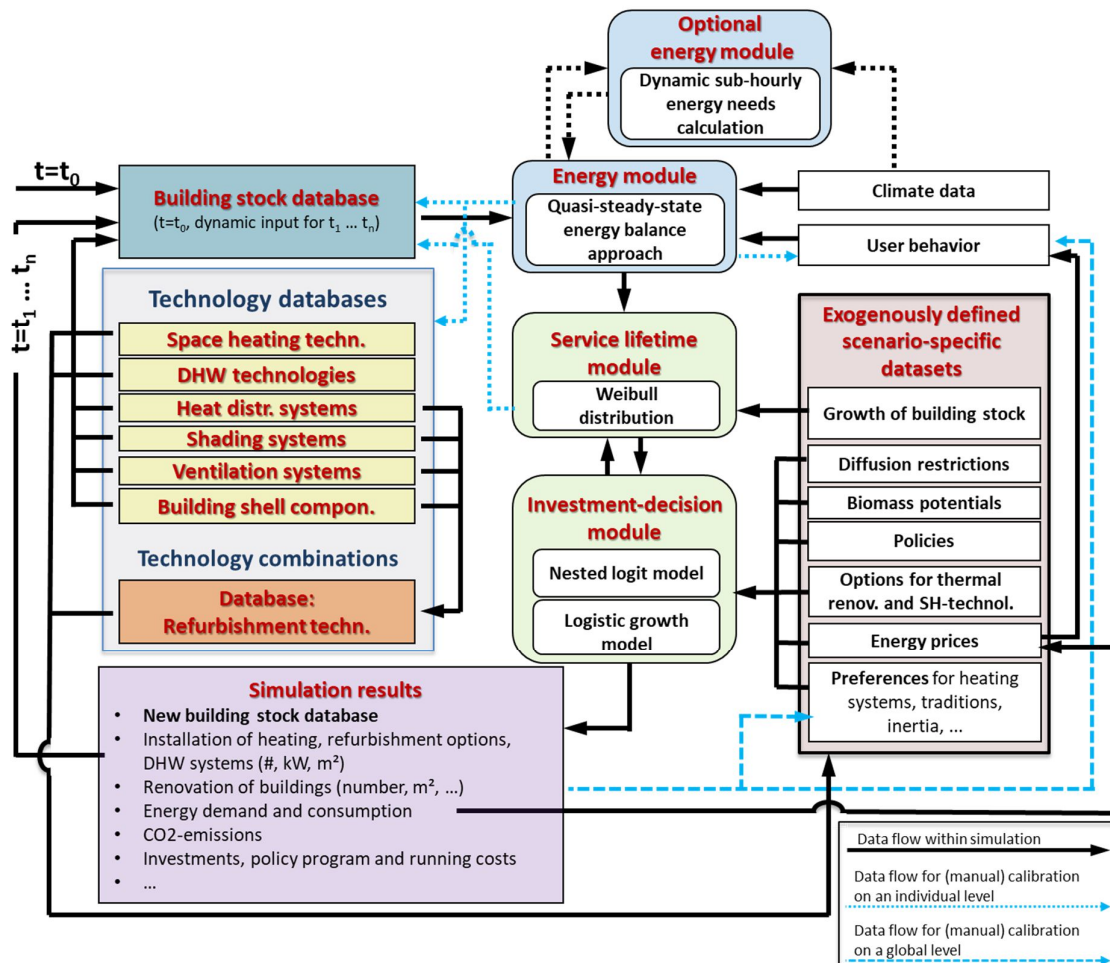 Optional
energy module
Dynamic sub-hourly
energy needs
calculation
t=t0
Building stock database
(t=t0, dynamic input for t1 ... tn)
Energy module
Quasi-steady-state
energy balance
approach
Climate data
User behavior
t=t1 ... tn
Technology databases
Space heating techn.
DHW technologies
Heat distr. systems
Shading systems
Ventilation systems
Building shell compon.
Technology combinations
Database:
Refurbishment techn.
Service lifetime
module
Weibull
distribution
Investment-decision
module
Nested logit model
Logistic growth
model
Exogenously defined
scenario-specific
datasets
Growth of building stock
Diffusion restrictions
Biomass potentials
Policies
Options for thermal
renov. and SH-technol.
Energy prices
Preferences for heating
systems, traditions,
inertia, ...
Simulation results
• New building stock database
• Installation of heating, refurbishment options,
DHW systems (#, kW, m²)
• Renovation of buildings (number, m², ...)
• Energy demand and consumption
• CO2-emissions
• Investments, policy program and running costs
• ...
Data flow within simulation
Data flow for (manual) calibration
on an individual level
Data flow for (manual) calibration
on a global level